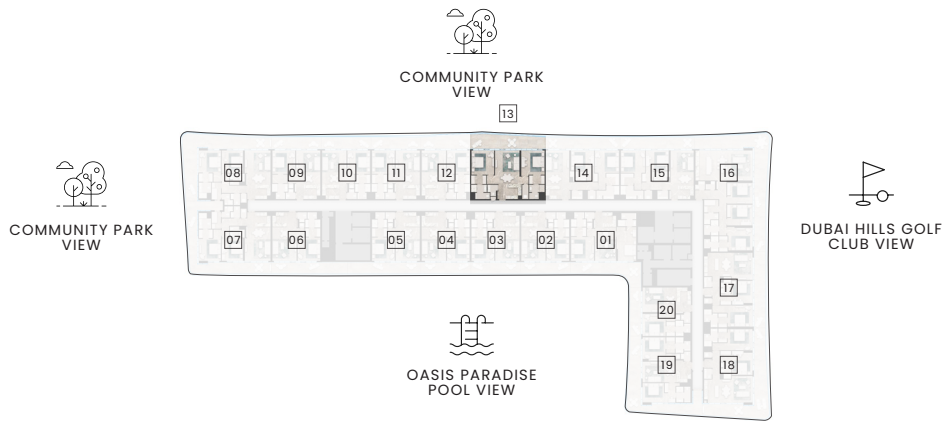 COMMUNITY PARK
VIEW
13
08
09
10
11
12
14
15
16
COMMUNITY PARK
VIEW
DUBAI HILLS GOLF
CLUB VIEW
07
06
05
04
03
02
01
17
20
OASIS PARADISE
POOL VIEW
19
18